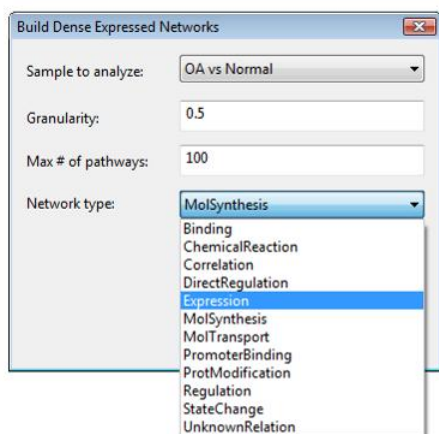 Build Dense Expressed Networks
Sample to analyze: OA vs Normal
Granularity: 0.5
Max # of pathways: 100
Network type: MolSynthesis
Binding
ChemicalReaction
Correlation
DirectRegulation
Expression
MolSynthesis
MolTransport
PromoterBinding
ProtModification
Regulation
StateChange
UnknownRelation